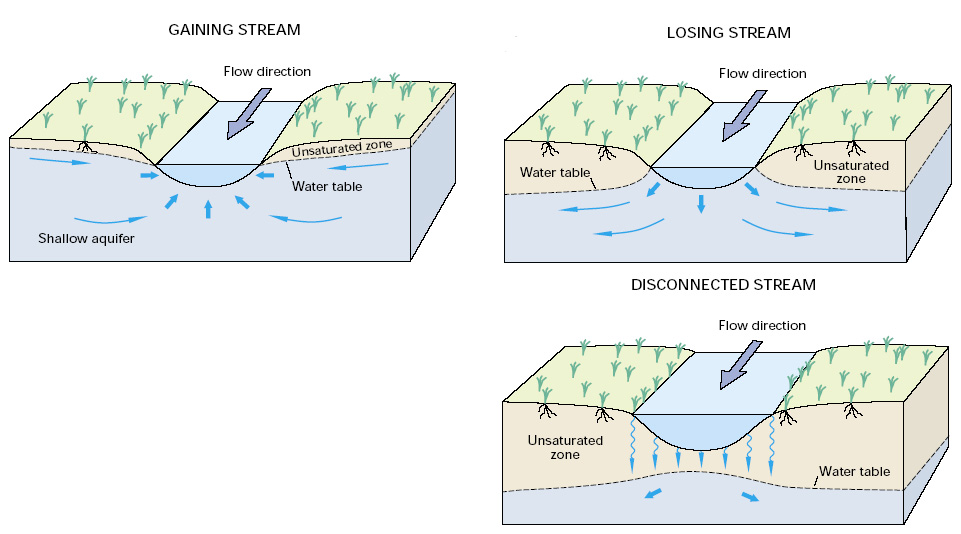 GAINING STREAM
Flow direction
Unsaturated zone
Water table
Shallow aquifer
LOSING STREAM
Flow direction
Water table
Unsaturated
zone
DISCONNECTED STREAM
Flow direction
Unsaturated
zone
Water table